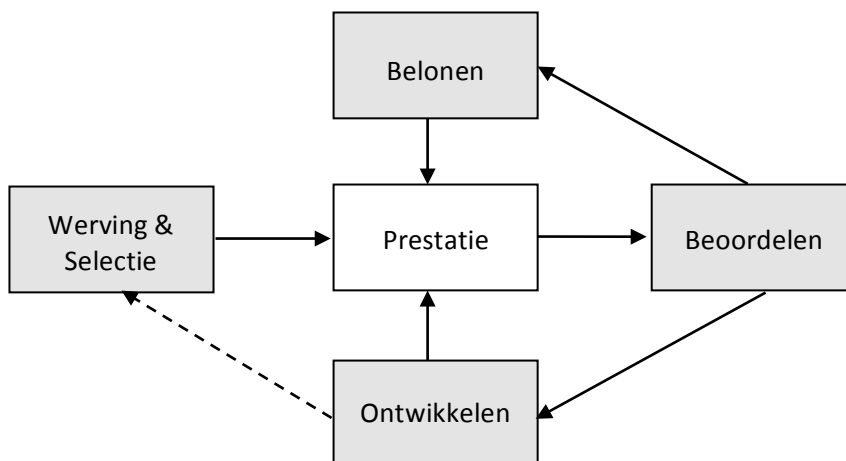 Belonen
Werving &
Selectie
Prestatie
Beoordelen
Ontwikkelen